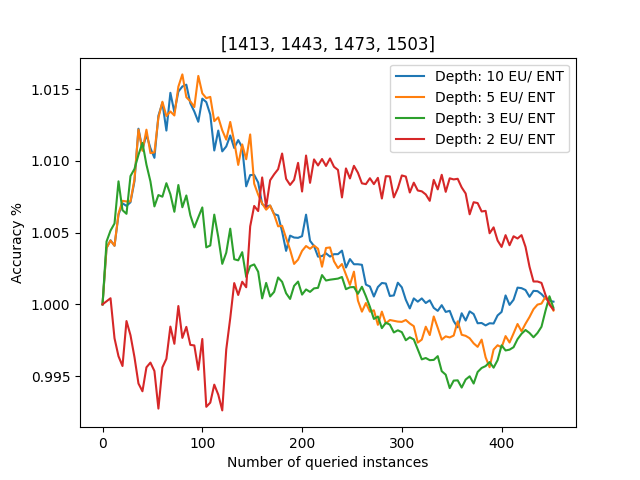 [1413, 1443, 1473, 1503]
Depth: 10 EU/ ENT
Depth: 5 EU/ ENT
Depth: 3 EU/ ENT
Depth: 2 EU/ ENT
1.015
1.010
1.005
1.000
0.995
Accuracy %
0 100 200 300 400
Number of queried instances